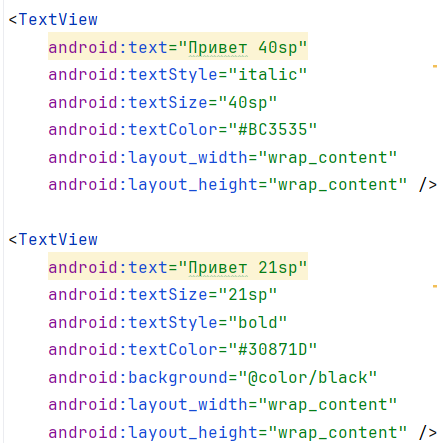 <TextView
android:text="Привет 40sp"
android:textStyle="italic"
android:textSize="40sp"
android:textColor="#BC3535"
android:layout_width="wrap_content"
android:layout_height="wrap_content" />
<TextView
android:text="Привет 21sp"
android:textSize="21sp"
android:textStyle="bold"
android:textColor="#30871D"
android:background="@color/black"
android:layout_width="wrap_content"
android:layout_height="wrap_content" />